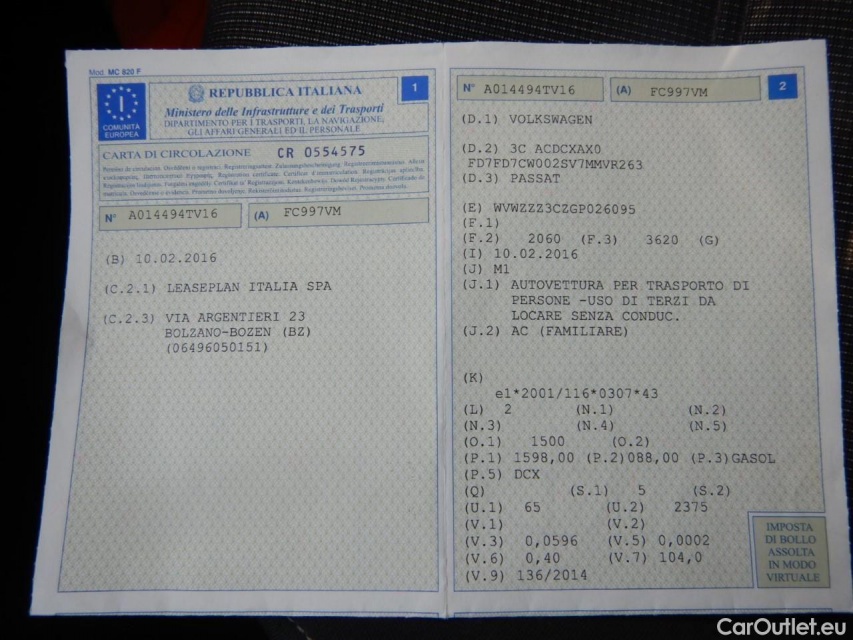 Mod. MC 820 F
I
COMUNITÀ
EUROPEA
REPUBBLICA ITALIANA
1
Ministero delle Infrastrutture e dei Trasporti
DIPARTIMENTO PER I TRASPORTI, LA NAVIGAZIONE,
GLI AFFARI GENERALI ED IL PERSONALE
CARTA DI CIRCOLAZIONE CR 0554575
N° A014494TV16 (A) FC997VM
(B) 10.02.2016
(C.2.1) LEASEPLAN ITALIA SPA
(C.2.3) VIA ARGENTIERI 23
BOLZANO-BOZEN (BZ)
(06496050151)
N° A014494TV16 (A) FC997VM
2
(D.1) VOLKSWAGEN
(D.2) 3C ACDCXAX0
FD7FD7CW002SV7MMVR263
(D.3) PASSAT
(E) WVWZZZ3CZGP026095
(F.1)
(F.2) 2060 (F.3) 3620 (G)
(I) 10.02.2016
(J) M1
(J.1) AUTOVETTURA PER TRASPORTO DI
PERSONE -USO DI TERZI DA
LOCARE SENZA CONDUC.
(J.2) AC (FAMILIARE)
(K)
e1*2001/116*0307*43
(L) 2 (N.1) (N.2)
(N.3) (N.4) (N.5)
(O.1) 1500 (O.2)
(P.1) 1598,00 (P.2)088,00 (P.3)GASOL
(P.5) DCX
(Q) (S.1) 5 (S.2)
(U.1) 65 (U.2) 2375
(V.1) (V.2)
(V.3) 0,0596 (V.5) 0,0002
(V.6) 0,40 (V.7) 104,0
(V.9) 136/2014
IMPOSTA
DI BOLLO
ASSOLTA
IN MODO
VIRTUALE
CarOutlet.eu